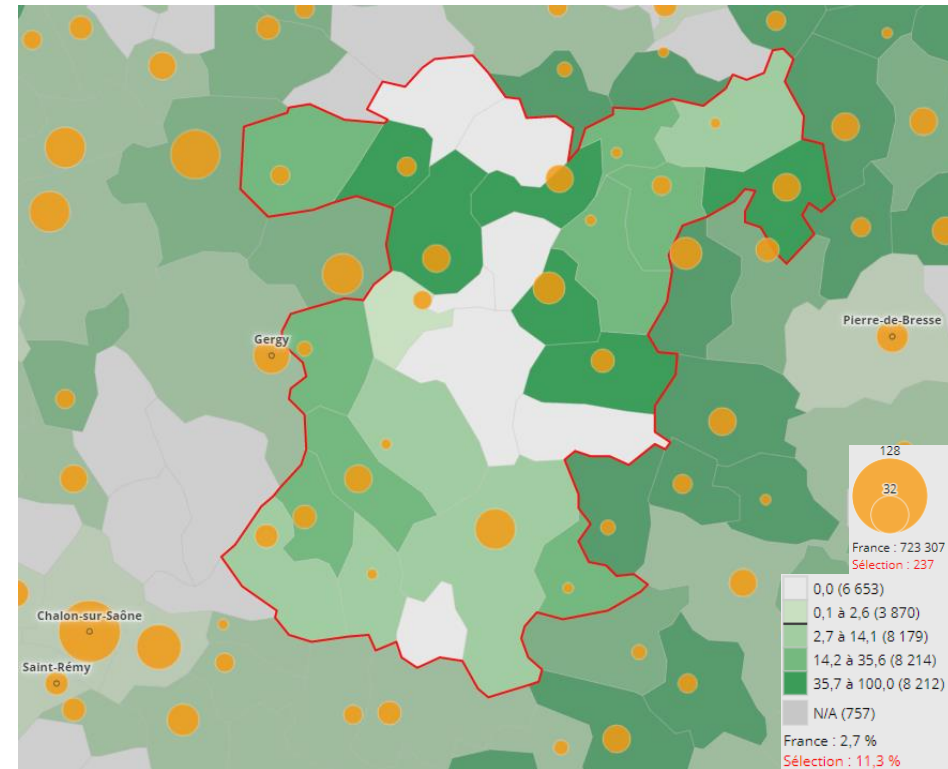 Pierre-de-Bresse
Gergy
Chalon-sur-Saône
Saint-Rémy
128
32
France : 723 307
Sélection : 237
0,0 (6 653)
0,1 à 2,6 (3 870)
2,7 à 14,1 (8 179)
14,2 à 35,6 (8 214)
35,7 à 100,0 (8 212)
N/A (757)
France : 2,7 %
Sélection : 11,3 %